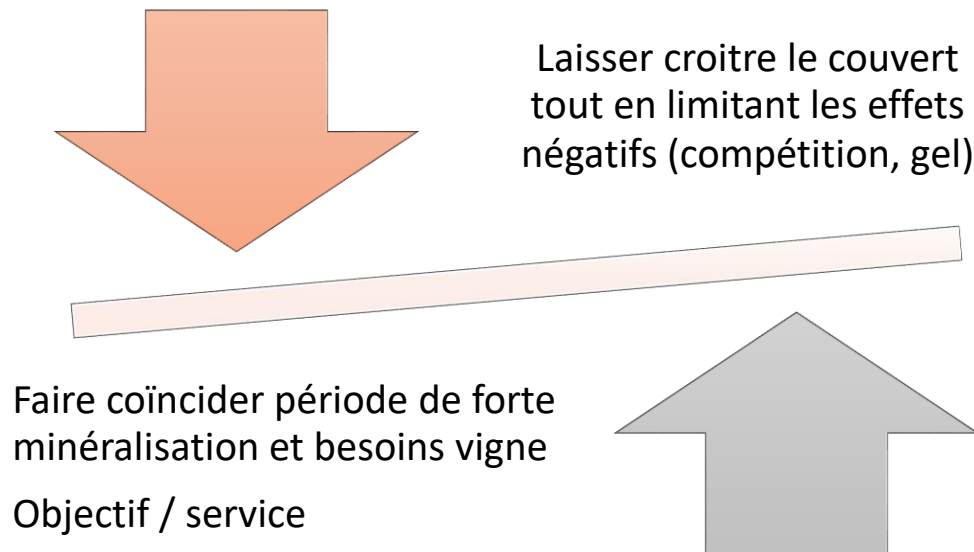 Laisser croitre le couvert
tout en limitant les effets
négatifs (compétition, gel)
Faire coïncider période de forte
minéralisation et besoins vigne
Objectif / service